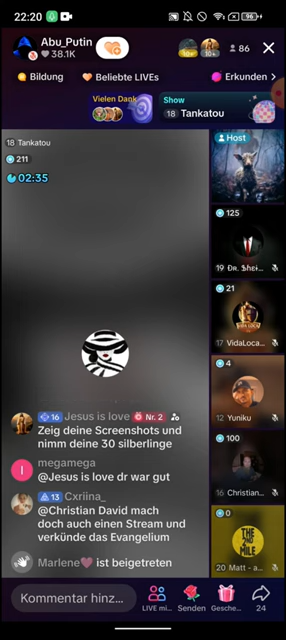 22:20
96
Abu_Putin
38.1K
86
Bildung
Beliebte LIVEs
Erkunden
Vielen Dank
Show
18 Tankatou
18 Tankatou
211
02:35
Host
125
21
17 VidaLoca...
4
12 Yuniku
100
16 Christian...
0
THE
MILE
20 Matt - a...
16 Jesus is love Nr. 2
Zeig deine Screenshots und
nimm deine 30 silberlinge
megamega
@Jesus is love dr war gut
13 Cxriina_
@Christian David mach
doch auch einen Stream und
verkünde das Evangelium
Marlene ist beigetreten
Kommentar hinz...
LIVE mi...
Senden
Gesche...
24